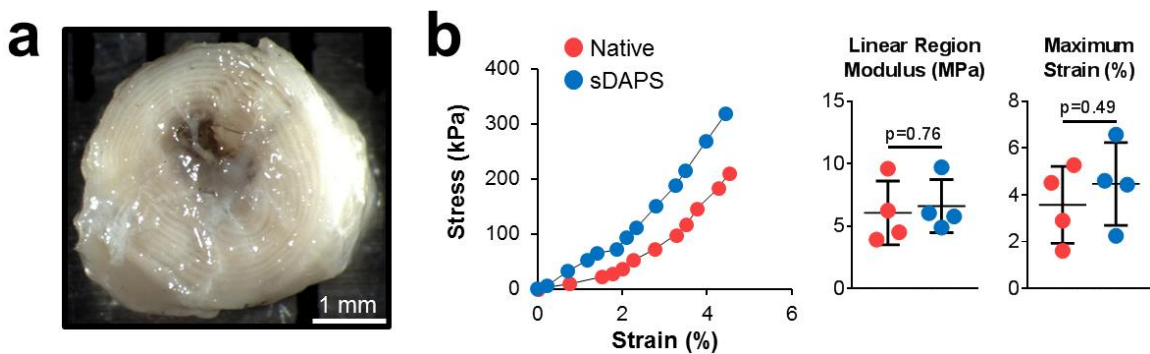 a
1 mm
b
Native
sDAPS
Stress (kPa)
400
300
200
100
0
0
2
4
6
Strain (%)
Linear Region
Modulus (MPa)
15
10
5
0
p=0.76
Maximum
Strain (%)
8
6
4
2
0
p=0.49